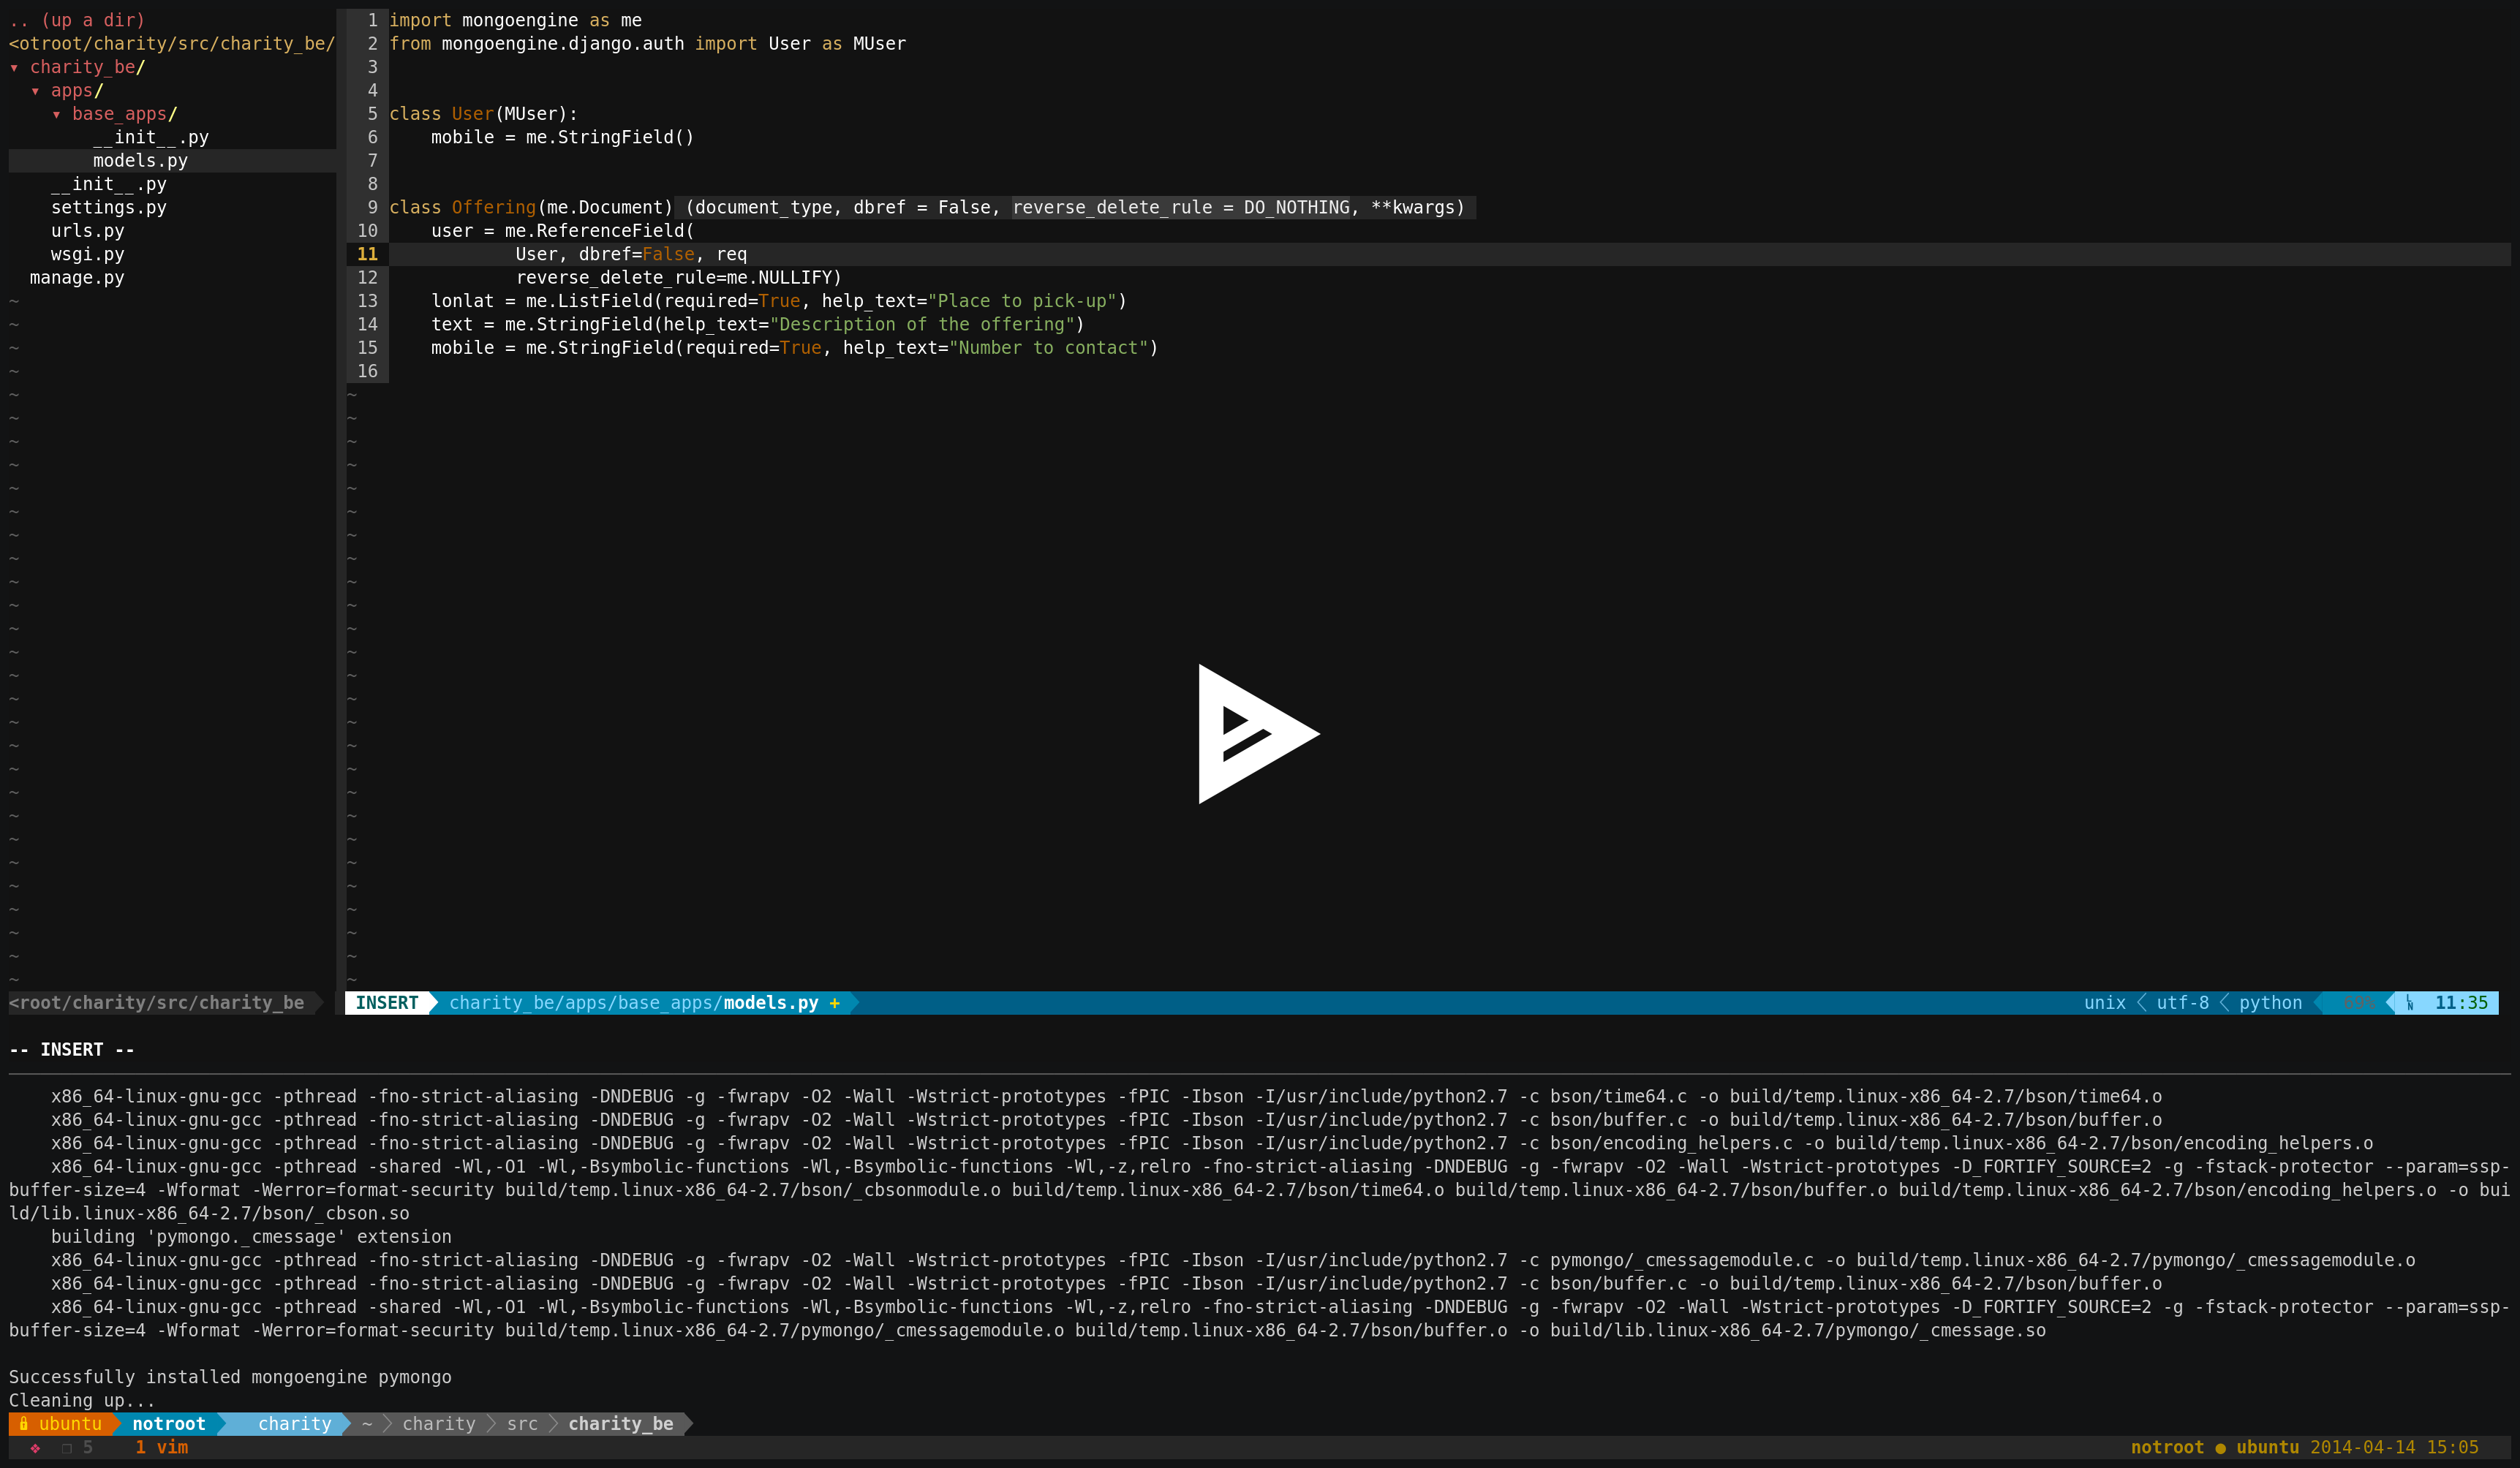 .. (up a dir)
<otroot/charity/src/charity_be/
▾ charity_be/
▾ apps/
▾ base_apps/
__init__.py
models.py
__init__.py
settings.py
urls.py
wsgi.py
manage.py
1 import mongoengine as me
2 from mongoengine.django.auth import User as MUser
3
4
5 class User(MUser):
6     mobile = me.StringField()
7
8
9 class Offering(me.Document) (document_type, dbref = False, reverse_delete_rule = DO_NOTHING, **kwargs)
10     user = me.ReferenceField(
11             User, dbref=False, req
12             reverse_delete_rule=me.NULLIFY)
13     lonlat = me.ListField(required=True, help_text="Place to pick-up")
14     text = me.StringField(help_text="Description of the offering")
15     mobile = me.StringField(required=True, help_text="Number to contact")
16
<root/charity/src/charity_be
INSERT charity_be/apps/base_apps/models.py + unix utf-8 python 69% 11:35
-- INSERT --
x86_64-linux-gnu-gcc -pthread -fno-strict-aliasing -DNDEBUG -g -fwrapv -O2 -Wall -Wstrict-prototypes -fPIC -Ibson -I/usr/include/python2.7 -c bson/time64.c -o build/temp.linux-x86_64-2.7/bson/time64.o
x86_64-linux-gnu-gcc -pthread -fno-strict-aliasing -DNDEBUG -g -fwrapv -O2 -Wall -Wstrict-prototypes -fPIC -Ibson -I/usr/include/python2.7 -c bson/buffer.c -o build/temp.linux-x86_64-2.7/bson/buffer.o
x86_64-linux-gnu-gcc -pthread -fno-strict-aliasing -DNDEBUG -g -fwrapv -O2 -Wall -Wstrict-prototypes -fPIC -Ibson -I/usr/include/python2.7 -c bson/encoding_helpers.c -o build/temp.linux-x86_64-2.7/bson/encoding_helpers.o
x86_64-linux-gnu-gcc -pthread -shared -Wl,-O1 -Wl,-Bsymbolic-functions -Wl,-Bsymbolic-functions -Wl,-z,relro -fno-strict-aliasing -DNDEBUG -g -fwrapv -O2 -Wall -Wstrict-prototypes -D_FORTIFY_SOURCE=2 -g -fstack-protector --param=ssp-
buffer-size=4 -Wformat -Werror=format-security build/temp.linux-x86_64-2.7/bson/_cbsonmodule.o build/temp.linux-x86_64-2.7/bson/time64.o build/temp.linux-x86_64-2.7/bson/buffer.o build/temp.linux-x86_64-2.7/bson/encoding_helpers.o -o bui
ld/lib.linux-x86_64-2.7/bson/_cbson.so
building 'pymongo._cmessage' extension
x86_64-linux-gnu-gcc -pthread -fno-strict-aliasing -DNDEBUG -g -fwrapv -O2 -Wall -Wstrict-prototypes -fPIC -Ibson -I/usr/include/python2.7 -c pymongo/_cmessagemodule.c -o build/temp.linux-x86_64-2.7/pymongo/_cmessagemodule.o
x86_64-linux-gnu-gcc -pthread -fno-strict-aliasing -DNDEBUG -g -fwrapv -O2 -Wall -Wstrict-prototypes -fPIC -Ibson -I/usr/include/python2.7 -c bson/buffer.c -o build/temp.linux-x86_64-2.7/bson/buffer.o
x86_64-linux-gnu-gcc -pthread -shared -Wl,-O1 -Wl,-Bsymbolic-functions -Wl,-Bsymbolic-functions -Wl,-z,relro -fno-strict-aliasing -DNDEBUG -g -fwrapv -O2 -Wall -Wstrict-prototypes -D_FORTIFY_SOURCE=2 -g -fstack-protector --param=ssp-
buffer-size=4 -Wformat -Werror=format-security build/temp.linux-x86_64-2.7/pymongo/_cmessagemodule.o build/temp.linux-x86_64-2.7/bson/buffer.o -o build/lib.linux-x86_64-2.7/pymongo/_cmessage.so
Successfully installed mongoengine pymongo
Cleaning up...
ubuntu notroot charity ~ charity src charity_be
❖ ❐ 5 1 vim notroot ● ubuntu 2014-04-14 15:05